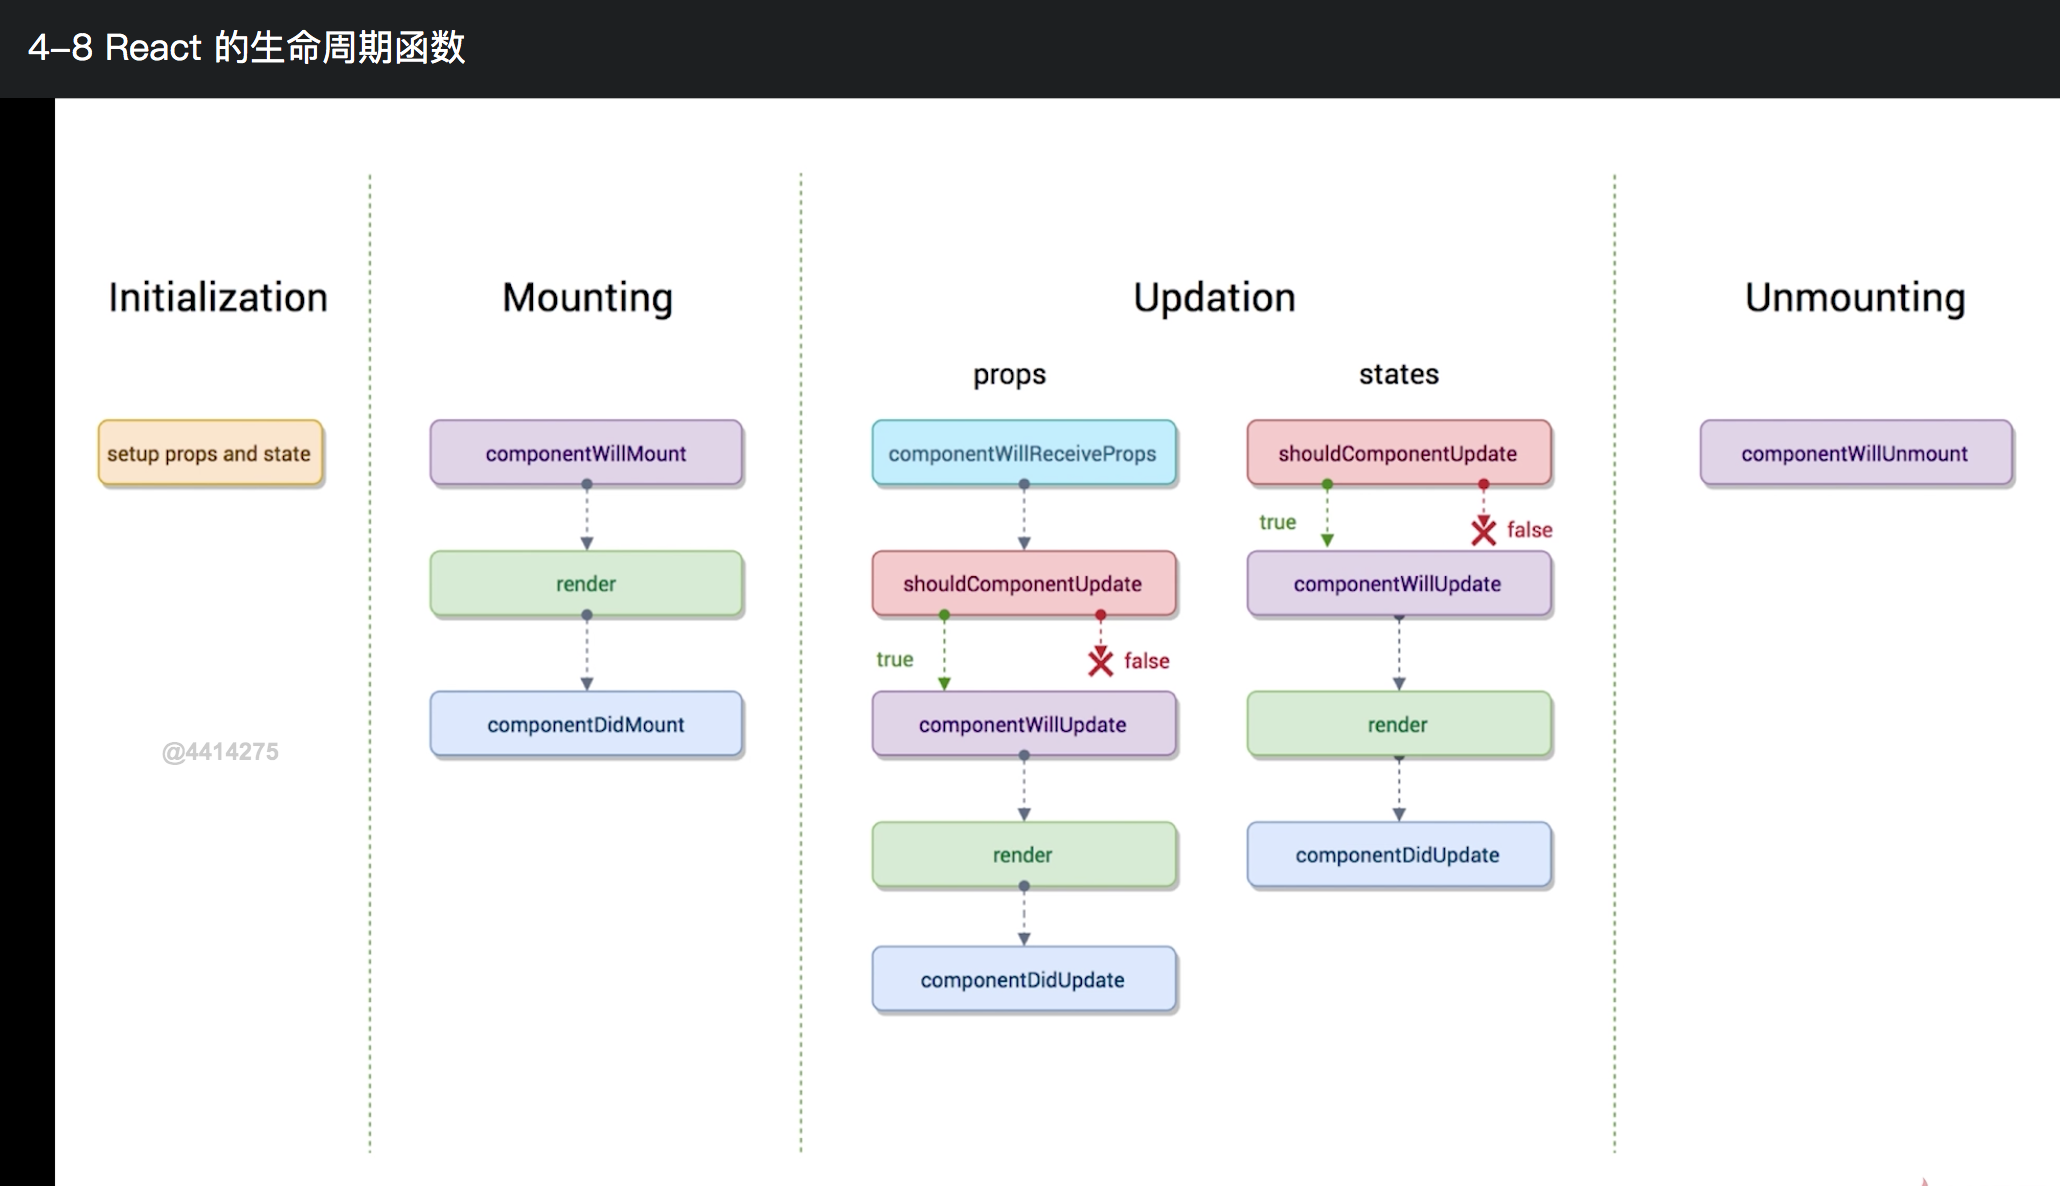 4-8 React 的生命周期函数
Initialization
Mounting
Updation
Unmounting
props
states
setup props and state
componentWillMount
componentWillReceiveProps
shouldComponentUpdate
componentWillUnmount
true
false
render
shouldComponentUpdate
componentWillUpdate
true
false
componentDidMount
componentWillUpdate
render
@4414275
render
componentDidUpdate
componentDidUpdate